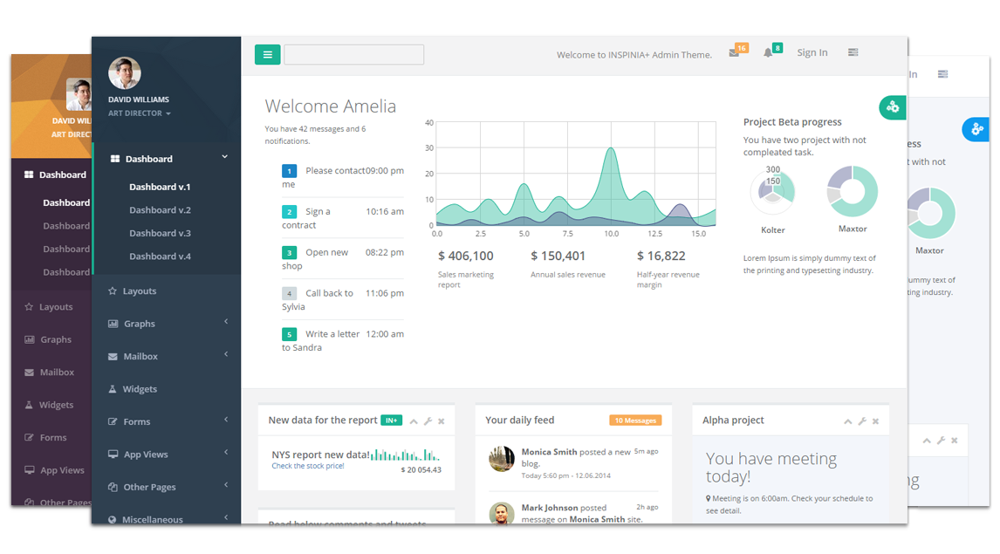 DAVID WIL
ART DIRECT
Dashboard
Dashboard
Dashboard
Dashboard
Dashboard
Layouts
Graphs
Mailbox
Widgets
Forms
App Views
Other Pages
DAVID WILLIAMS
ART DIRECTOR
Dashboard
Dashboard v.1
Dashboard v.2
Dashboard v.3
Dashboard v.4
Layouts
Graphs
Mailbox
Widgets
Forms
App Views
Other Pages
Miscellaneous
Welcome to INSPINIA+ Admin Theme. 16 8 Sign In
Welcome Amelia
You have 42 messages and 6
notifications.
1 Please contact 09:00 pm
me
2 Sign a 10:16 am
contract
3 Open new 08:22 pm
shop
4 Call back to 11:06 pm
Sylvia
5 Write a letter 12:00 am
to Sandra
40
30
20
10
0
0.0 2.5 5.0 7.5 10.0 12.5 15.0
$ 406,100 $ 150,401 $ 16,822
Sales marketing
report
Annual sales revenue
Half-year revenue
margin
Project Beta progress
You have two project with not
compleated task.
300
150
Kolter Maxtor
Lorem Ipsum is simply dummy text of
the printing and typesetting industry.
New data for the report IN+
NYS report new data!
Check the stock price!
$ 20 054.43
Read below comments and tweets
Your daily feed 10 Messages
Monica Smith posted a new 5m ago
blog.
Today 5:60 pm - 12.06.2014
Mark Johnson posted 2h ago
message on Monica Smith site.
Alpha project
You have meeting
today!
Meeting is on 6:00am. Check your schedule to
see detail.
In
ess
t with not
Maxtor
ummy text of
ting industry.
ng